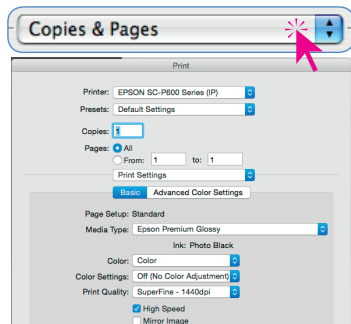 Copies & Pages
Print
Printer: EPSON SC-P600 Series (IP)
Presets: Default Settings
Copies: 1
Pages: All
From: 1 to: 1
Print Settings
Basic Advanced Color Settings
Page Setup: Standard
Media Type: Epson Premium Glossy
Ink: Photo Black
Color: Color
Color Settings: Off (No Color Adjustment)
Print Quality: SuperFine - 1440dpi
High Speed
Mirror Image